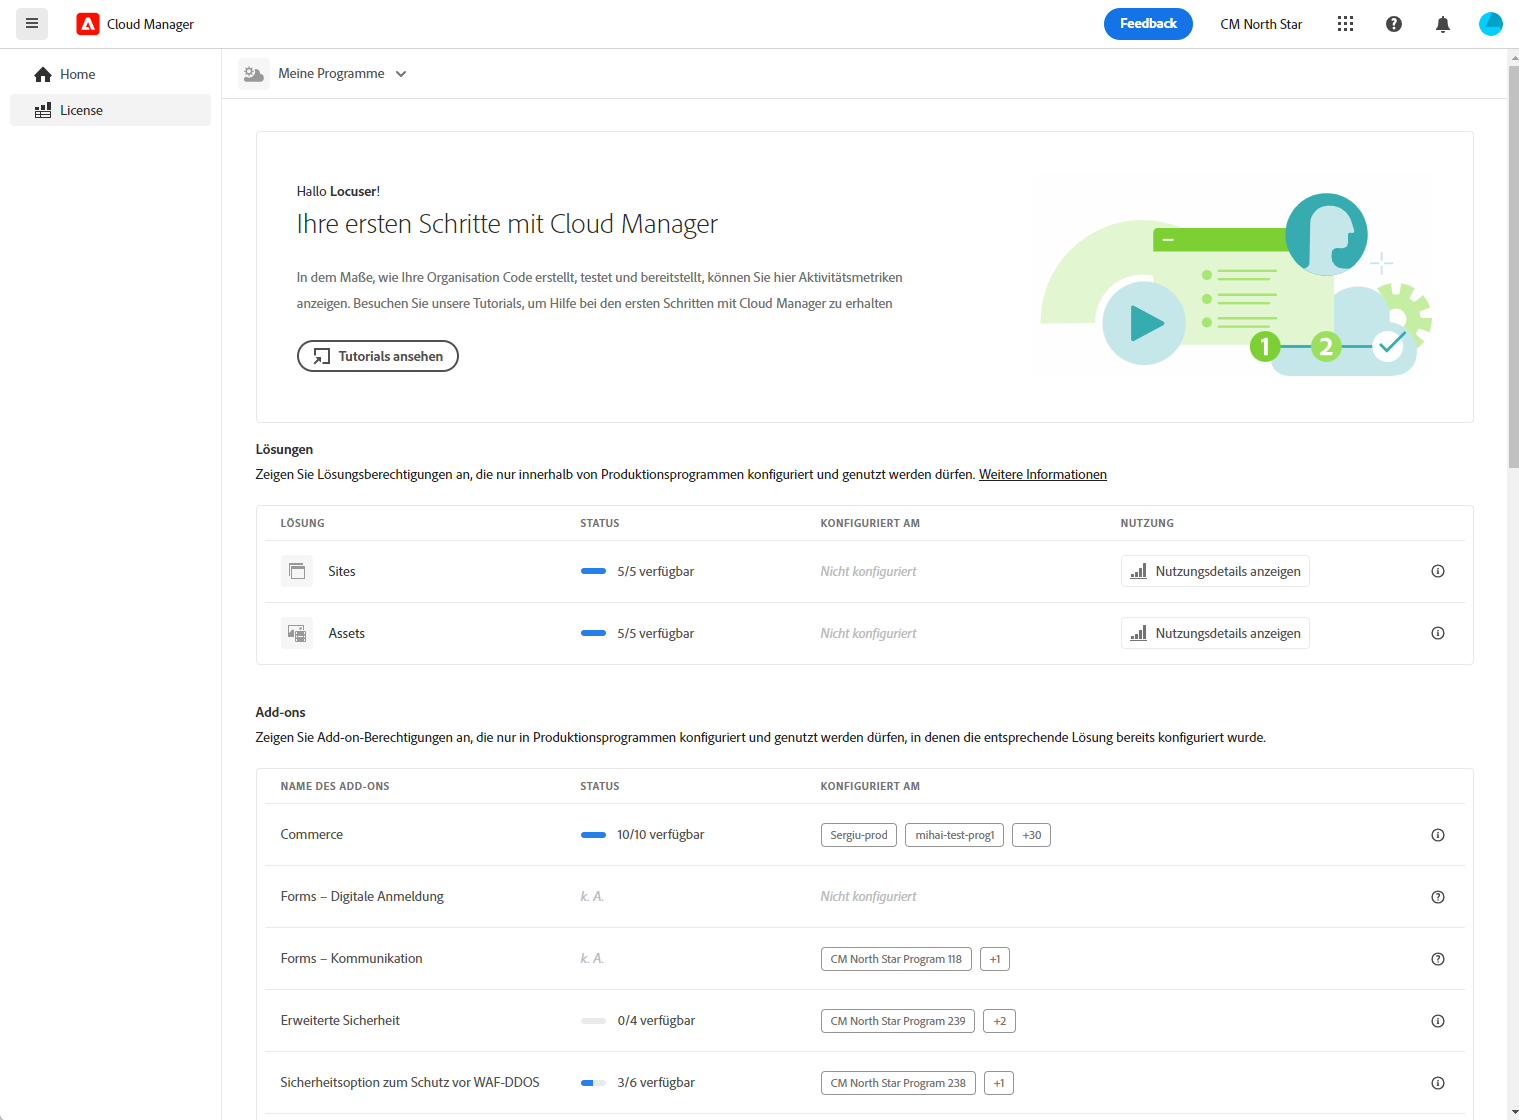 Cloud Manager
Feedback
CM North Star
Home
License
Meine Programme
Hallo Locuser!
Ihre ersten Schritte mit Cloud Manager
In dem Maße, wie Ihre Organisation Code erstellt, testet und bereitstellt, können Sie hier Aktivitätsmetriken
anzeigen. Besuchen Sie unsere Tutorials, um Hilfe bei den ersten Schritten mit Cloud Manager zu erhalten
Tutorials ansehen
1 2
Lösungen
Zeigen Sie Lösungsberechtigungen an, die nur innerhalb von Produktionsprogrammen konfiguriert und genutzt werden dürfen. Weitere Informationen
LÖSUNG STATUS KONFIGURIERT AM NUTZUNG
Sites 5/5 verfügbar Nicht konfiguriert Nutzungsdetails anzeigen
Assets 5/5 verfügbar Nicht konfiguriert Nutzungsdetails anzeigen
Add-ons
Zeigen Sie Add-on-Berechtigungen an, die nur in Produktionsprogrammen konfiguriert und genutzt werden dürfen, in denen die entsprechende Lösung bereits konfiguriert wurde.
NAME DES ADD-ONS STATUS KONFIGURIERT AM
Commerce 10/10 verfügbar Sergiu-prod mihai-test-prog1 +30
Forms – Digitale Anmeldung k. A. Nicht konfiguriert
Forms – Kommunikation k. A. CM North Star Program 118 +1
Erweiterte Sicherheit 0/4 verfügbar CM North Star Program 239 +2
Sicherheitsoption zum Schutz vor WAF-DDOS 3/6 verfügbar CM North Star Program 238 +1